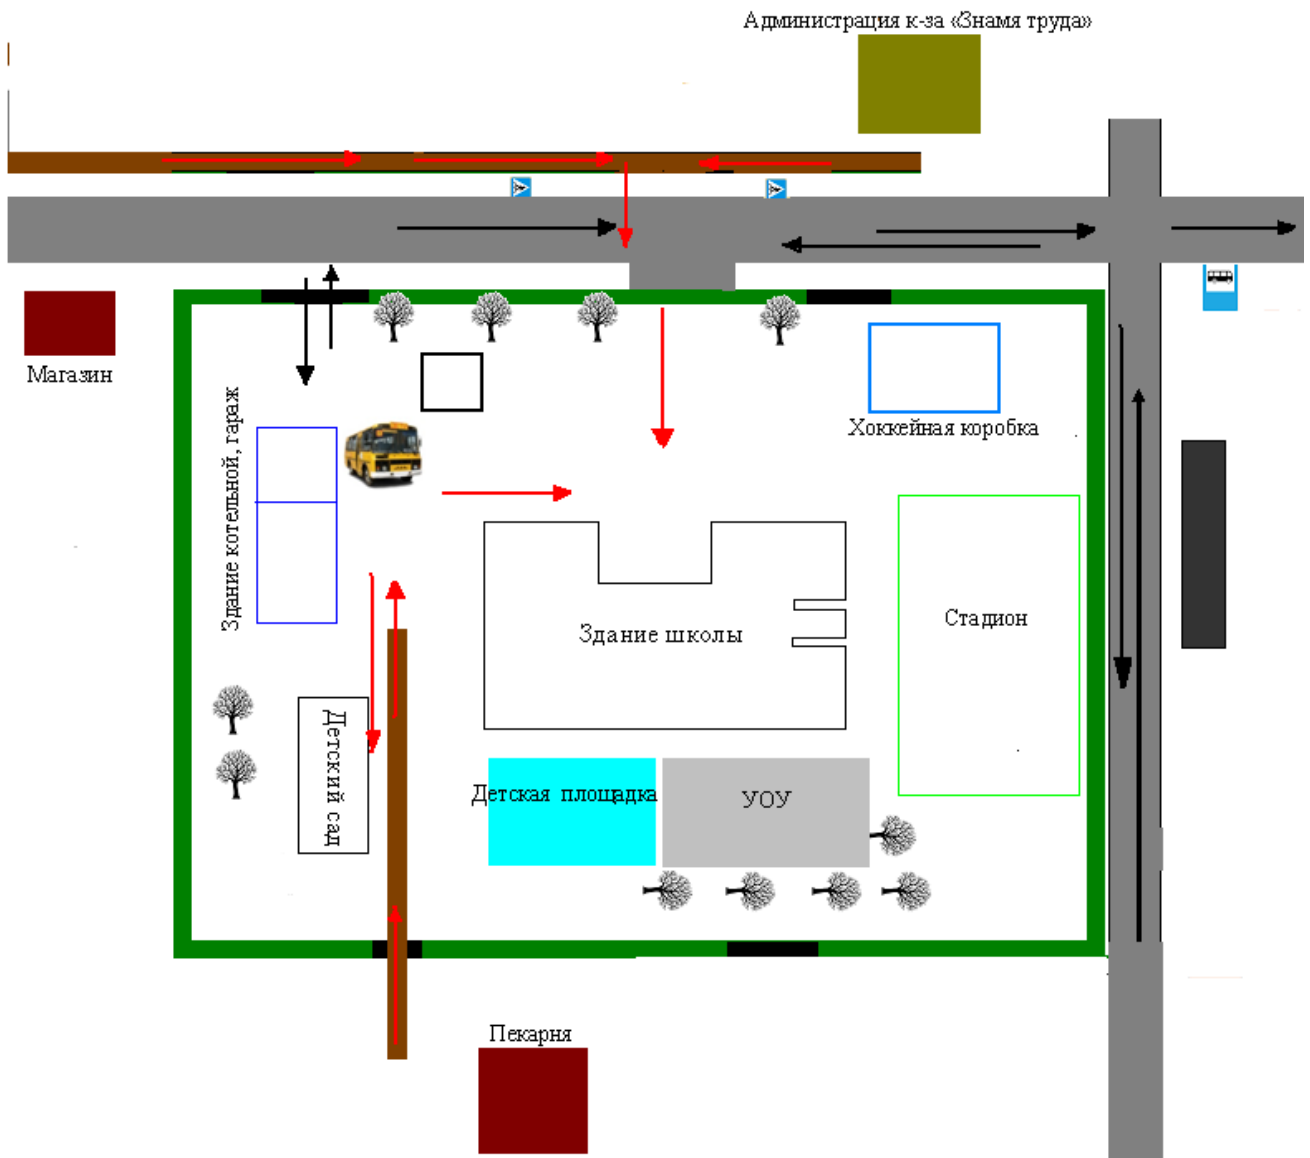 Администрация к-за «Знамя труда»
Магазин
Здание котельной, гараж
Хоккейная коробка
Здание школы
Стадион
Детский сад
Детская площадка
УОУ
Пекарня